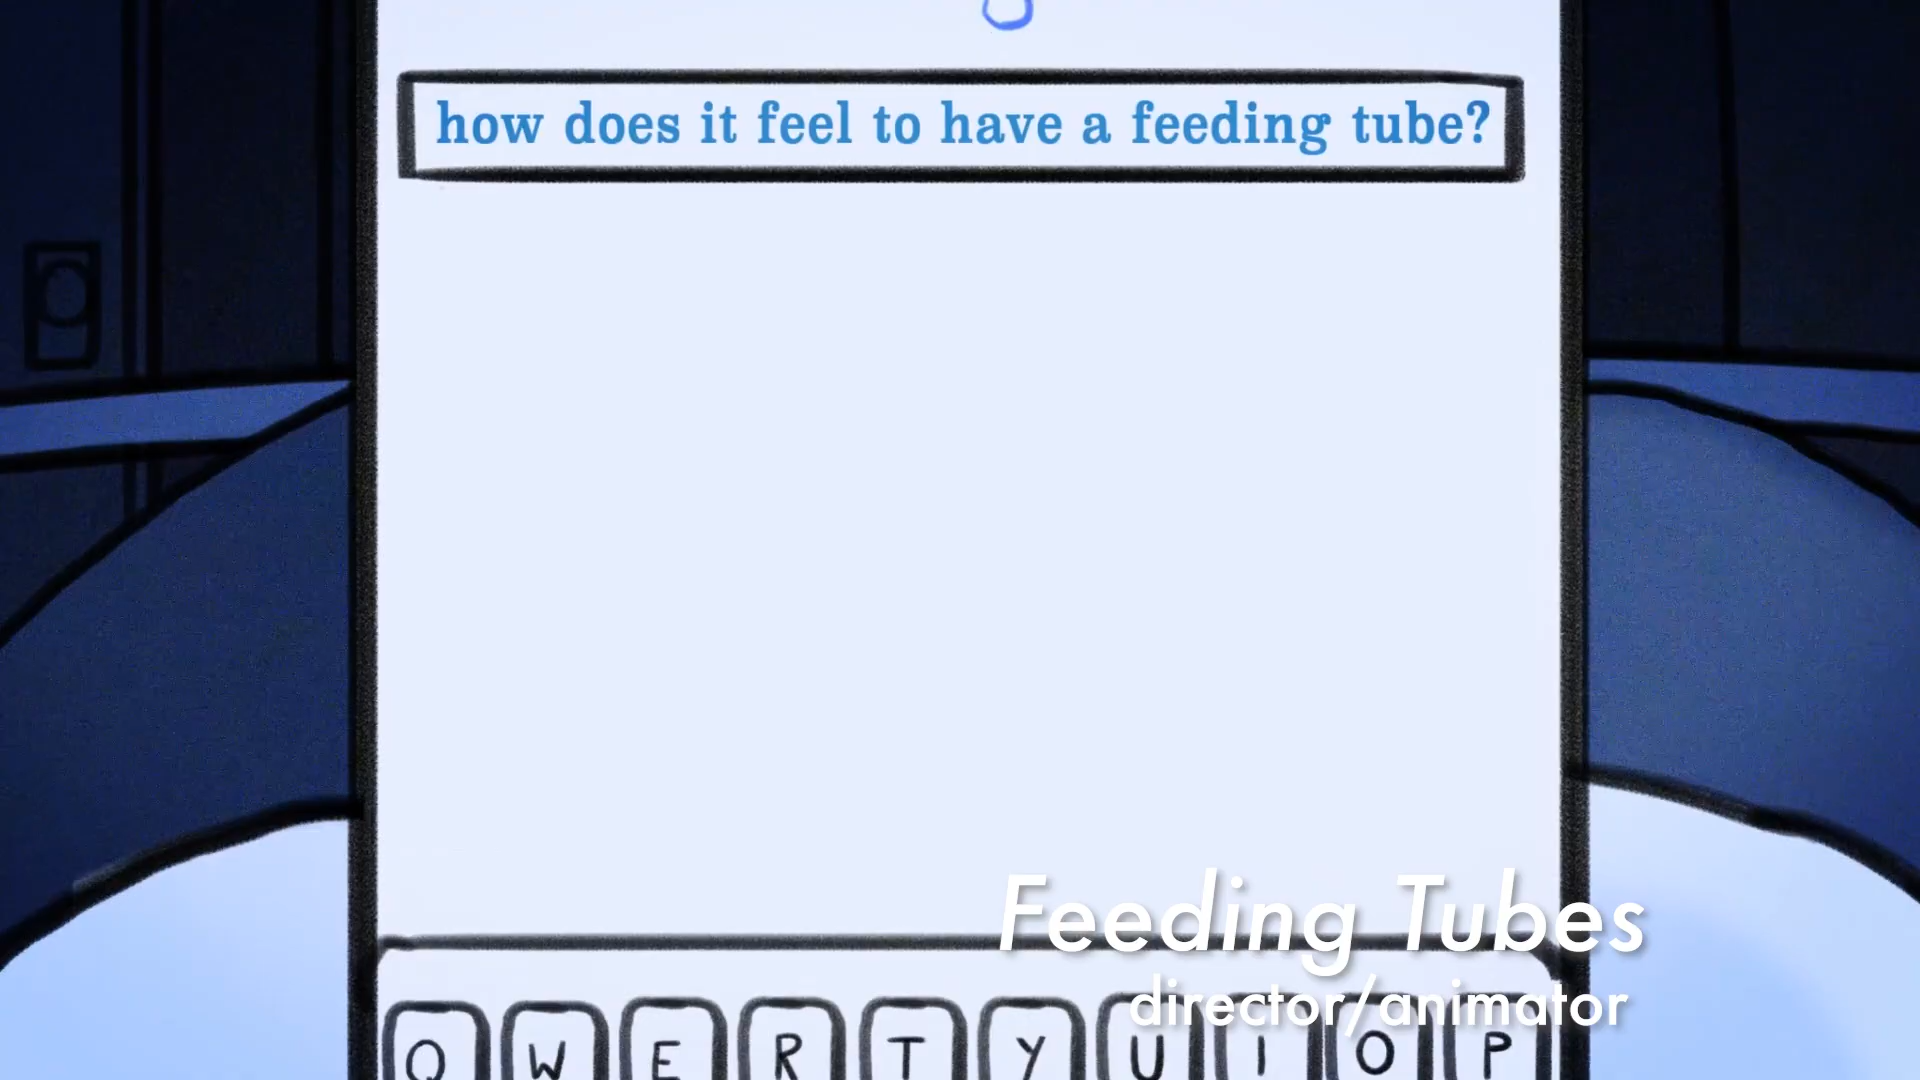 how does it feel to have a feeding tube?
Feeding Tubes
director/animator
Q W E R T Y U I O P